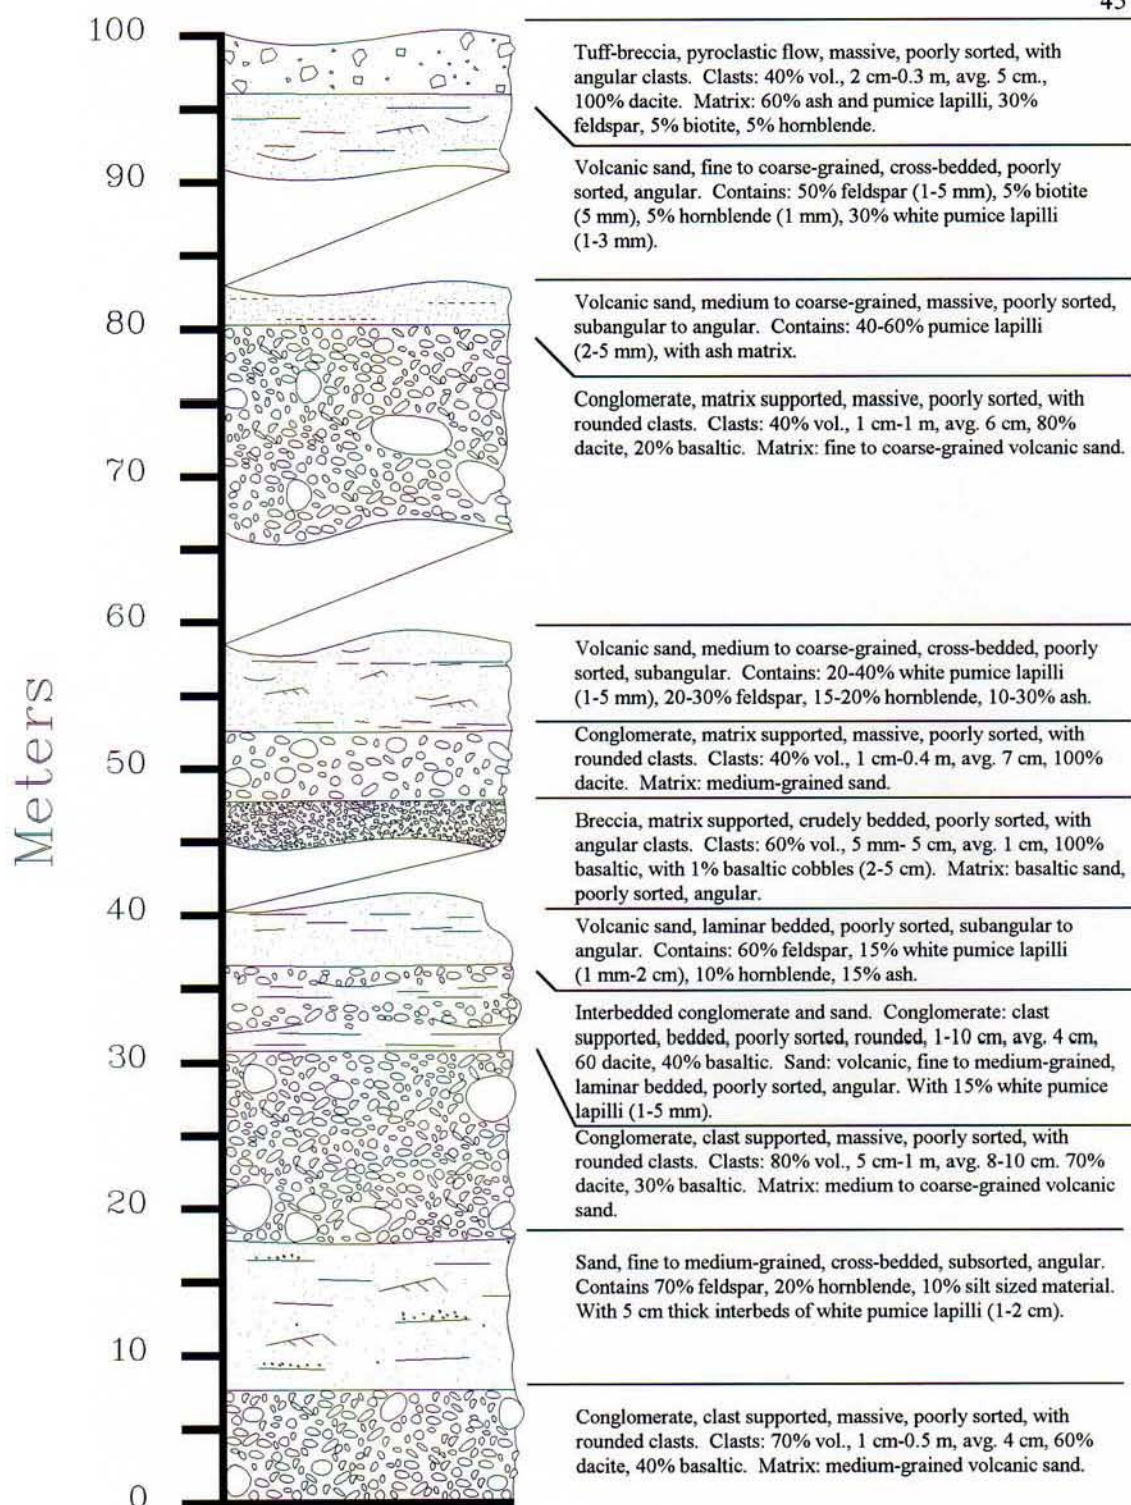 45
100
90
80
70
60
50
40
30
20
10
0
Meters
Tuff-breccia, pyroclastic flow, massive, poorly sorted, with
angular clasts. Clasts: 40% vol., 2 cm-0.3 m, avg. 5 cm.,
100% dacite. Matrix: 60% ash and pumice lapilli, 30%
feldspar, 5% biotite, 5% hornblende.
Volcanic sand, fine to coarse-grained, cross-bedded, poorly
sorted, angular. Contains: 50% feldspar (1-5 mm), 5% biotite
(5 mm), 5% hornblende (1 mm), 30% white pumice lapilli
(1-3 mm).
Volcanic sand, medium to coarse-grained, massive, poorly sorted,
subangular to angular. Contains: 40-60% pumice lapilli
(2-5 mm), with ash matrix.
Conglomerate, matrix supported, massive, poorly sorted, with
rounded clasts. Clasts: 40% vol., 1 cm-1 m, avg. 6 cm, 80%
dacite, 20% basaltic. Matrix: fine to coarse-grained volcanic sand.
Volcanic sand, medium to coarse-grained, cross-bedded, poorly
sorted, subangular. Contains: 20-40% white pumice lapilli
(1-5 mm), 20-30% feldspar, 15-20% hornblende, 10-30% ash.
Conglomerate, matrix supported, massive, poorly sorted, with
rounded clasts. Clasts: 40% vol., 1 cm-0.4 m, avg. 7 cm, 100%
dacite. Matrix: medium-grained sand.
Breccia, matrix supported, crudely bedded, poorly sorted, with
angular clasts. Clasts: 60% vol., 5 mm- 5 cm, avg. 1 cm, 100%
basaltic, with 1% basaltic cobbles (2-5 cm). Matrix: basaltic sand,
poorly sorted, angular.
Volcanic sand, laminar bedded, poorly sorted, subangular to
angular. Contains: 60% feldspar, 15% white pumice lapilli
(1 mm-2 cm), 10% hornblende, 15% ash.
Interbedded conglomerate and sand. Conglomerate: clast
supported, bedded, poorly sorted, rounded, 1-10 cm, avg. 4 cm,
60 dacite, 40% basaltic. Sand: volcanic, fine to medium-grained,
laminar bedded, poorly sorted, angular. With 15% white pumice
lapilli (1-5 mm).
Conglomerate, clast supported, massive, poorly sorted, with
rounded clasts. Clasts: 80% vol., 5 cm-1 m, avg. 8-10 cm. 70%
dacite, 30% basaltic. Matrix: medium to coarse-grained volcanic
sand.
Sand, fine to medium-grained, cross-bedded, subsorted, angular.
Contains 70% feldspar, 20% hornblende, 10% silt sized material.
With 5 cm thick interbeds of white pumice lapilli (1-2 cm).
Conglomerate, clast supported, massive, poorly sorted, with
rounded clasts. Clasts: 70% vol., 1 cm-0.5 m, avg. 4 cm, 60%
dacite, 40% basaltic. Matrix: medium-grained volcanic sand.